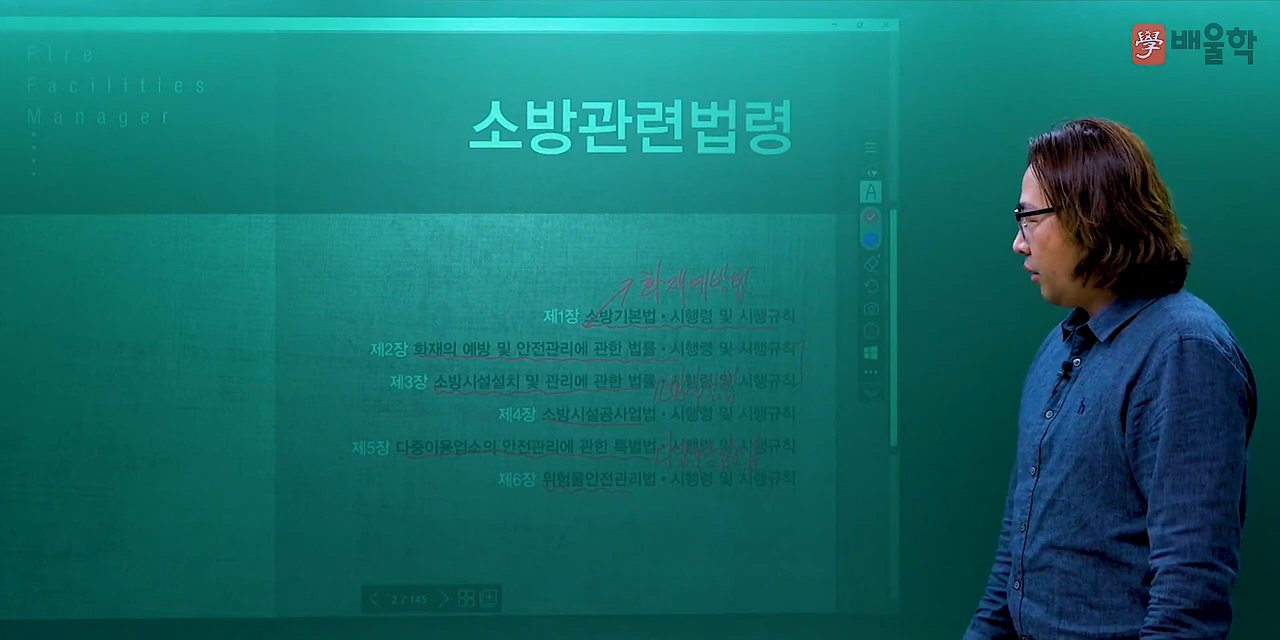 學 배울학
Fire
Facilities
Manager
소방관련법령
A
화재예방법
제1장 소방기본법 • 시행령 및 시행규칙
제2장 화재의 예방 및 안전관리에 관한 법률 • 시행령 및 시행규칙
제3장 소방시설설치 및 관리에 관한 법률 • 시행령 및 시행규칙
제4장 소방시설공사업법 • 시행령 및 시행규칙
제5장 다중이용업소의 안전관리에 관한 특별법 • 시행령 및 시행규칙
제6장 위험물안전관리법 • 시행령 및 시행규칙
2 / 145